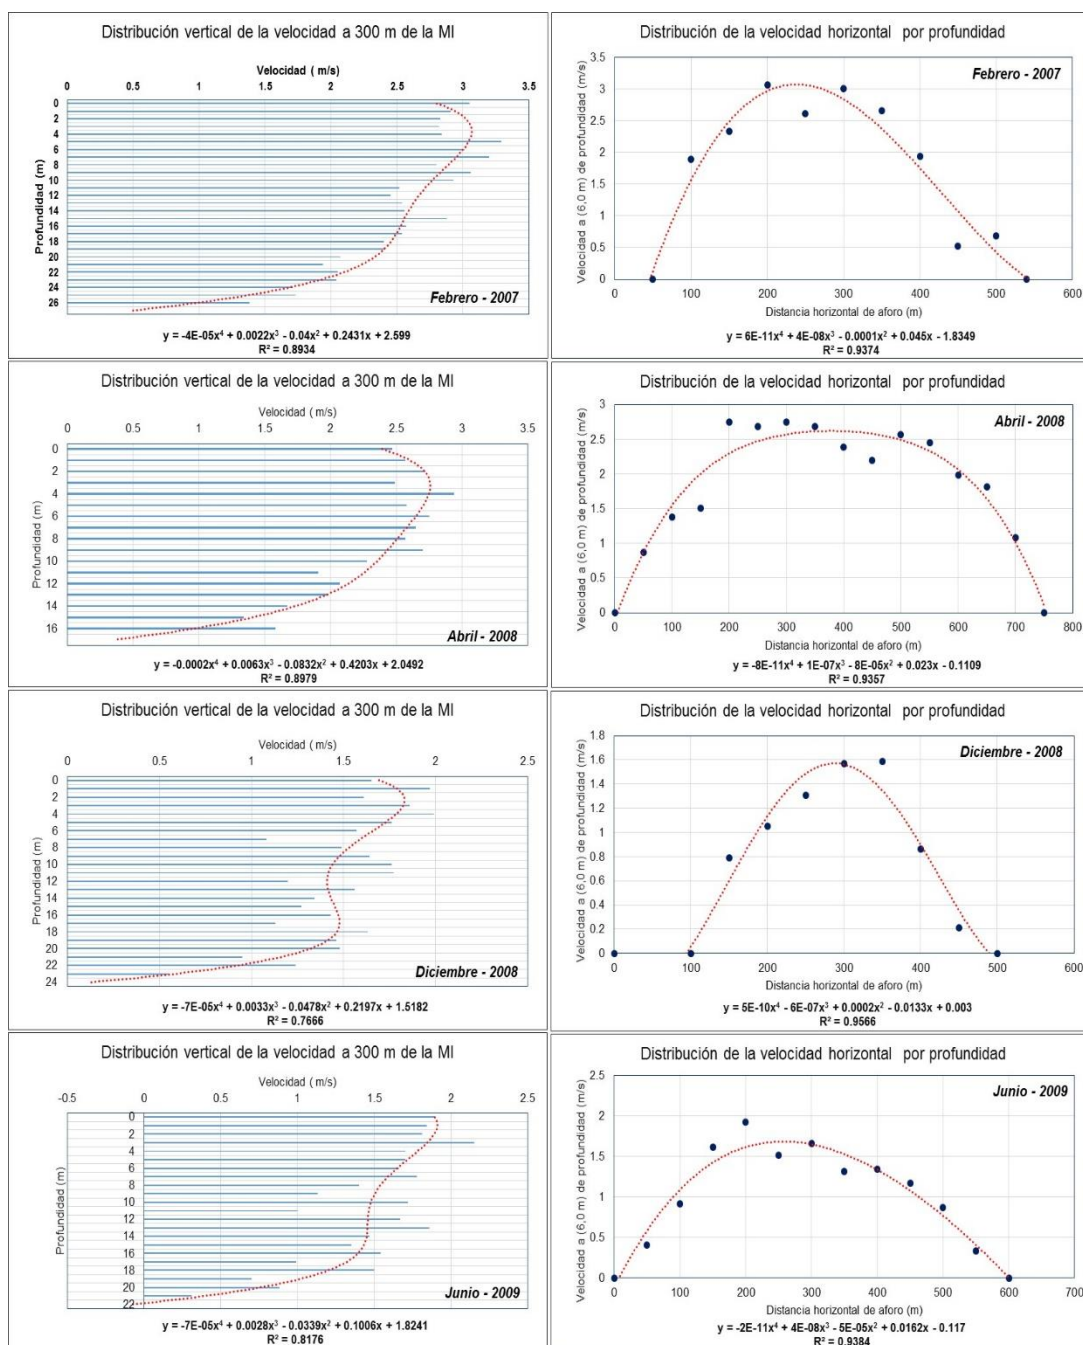 Distribución vertical de la velocidad a 300 m de la MI
Velocidad ( m/s)
0 0.5 1 1.5 2 2.5 3 3.5
Profundidad (m)
0
2
4
6
8
10
12
14
16
18
20
22
24
26
Febrero - 2007
y = -4E-05x⁴ + 0.0022x³ - 0.04x² + 0.2431x + 2.599
R² = 0.8934
Distribución de la velocidad horizontal por profundidad
Velocidad a (6,0 m) de profundidad (m/s)
3.5
3
2.5
2
1.5
1
0.5
0
Febrero - 2007
0 100 200 300 400 500 600
Distancia horizontal de aforo (m)
y = 6E-11x⁴ + 4E-08x³ - 0.0001x² + 0.045x - 1.8349
R² = 0.9374
Distribución vertical de la velocidad a 300 m de la MI
Velocidad ( m/s)
0 0.5 1 1.5 2 2.5 3 3.5
Profundidad (m)
0
2
4
6
8
10
12
14
16
Abril - 2008
y = -0.0002x⁴ + 0.0063x³ - 0.0832x² + 0.4203x + 2.0492
R² = 0.8979
Distribución de la velocidad horizontal por profundidad
Velocidad a (6,0 m) de profundidad (m/s)
3
2.5
2
1.5
1
0.5
0
Abril - 2008
0 100 200 300 400 500 600 700 800
Distancia horizontal de aforo (m)
y = -8E-11x⁴ + 1E-07x³ - 8E-05x² + 0.023x - 0.1109
R² = 0.9357
Distribución vertical de la velocidad a 300 m de la MI
Velocidad ( m/s)
0 0.5 1 1.5 2 2.5
Profundidad (m)
0
2
4
6
8
10
12
14
16
18
20
22
24
Diciembre - 2008
y = -7E-05x⁴ + 0.0033x³ - 0.0478x² + 0.2197x + 1.5182
R² = 0.7666
Distribución de la velocidad horizontal por profundidad
Velocidad a (6,0 m) de profundidad (m/s)
1.8
1.6
1.4
1.2
1
0.8
0.6
0.4
0.2
0
Diciembre - 2008
0 100 200 300 400 500 600
Distancia horizontal de aforo (m)
y = 5E-10x⁴ - 6E-07x³ + 0.0002x² - 0.0133x + 0.003
R² = 0.9566
Distribución vertical de la velocidad a 300 m de la MI
Velocidad ( m/s)
-0.5 0 0.5 1 1.5 2 2.5
Profundidad (m)
0
2
4
6
8
10
12
14
16
18
20
22
Junio - 2009
y = -7E-05x⁴ + 0.0028x³ - 0.0339x² + 0.1006x + 1.8241
R² = 0.8176
Distribución de la velocidad horizontal por profundidad
Velocidad a (6,0 m) de profundidad (m/s)
2.5
2
1.5
1
0.5
0
Junio - 2009
0 100 200 300 400 500 600 700
Distancia horizontal de aforo (m)
y = -2E-11x⁴ + 4E-08x³ - 5E-05x² + 0.0162x - 0.117
R² = 0.9384